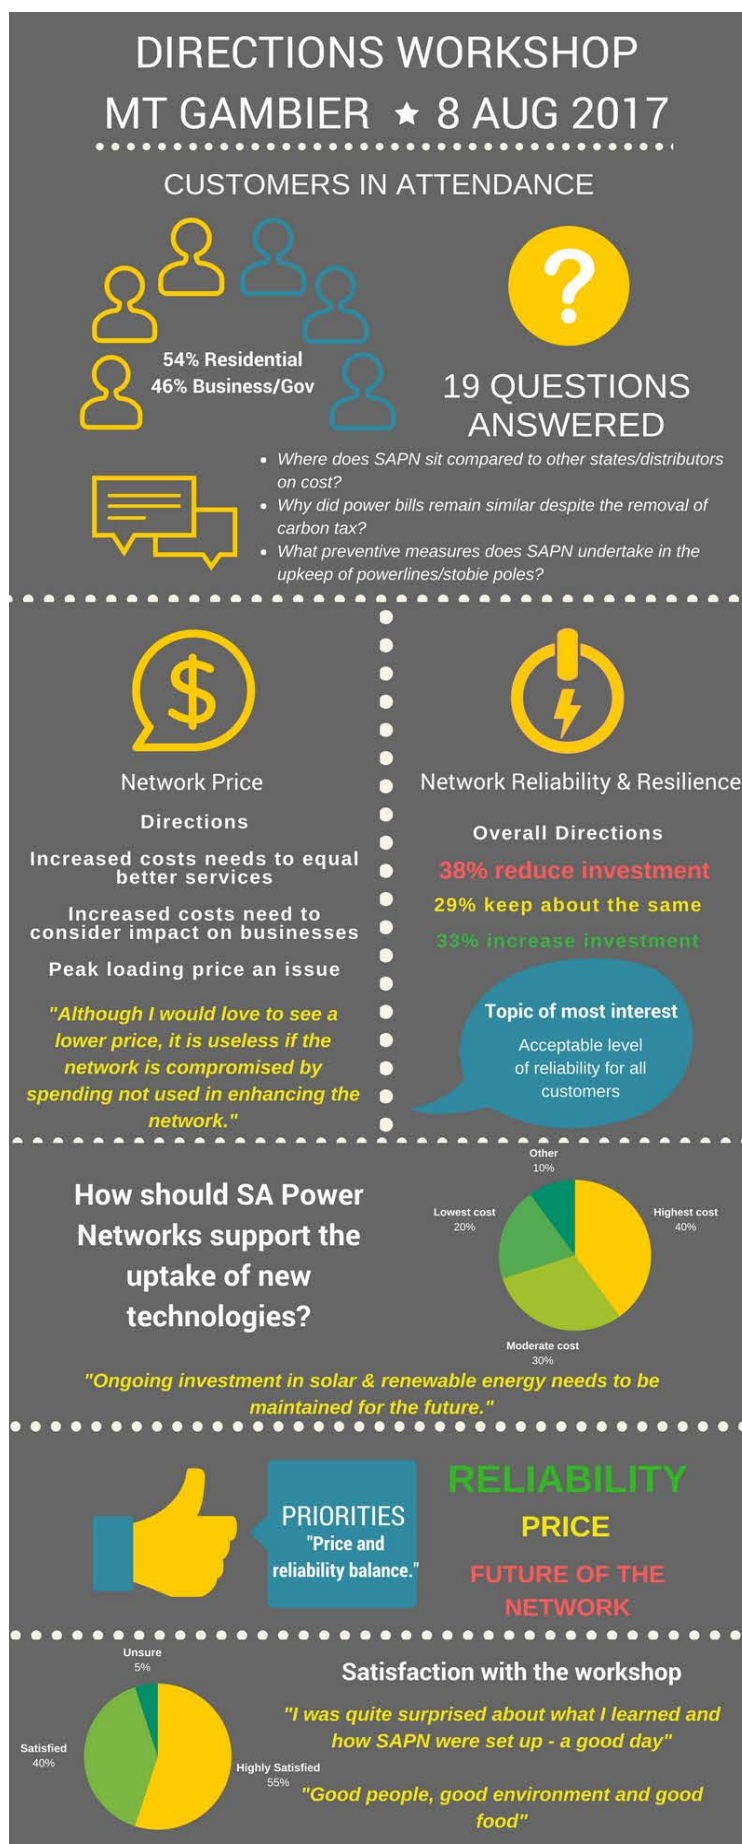 DIRECTIONS WORKSHOP
MT GAMBIER ★ 8 AUG 2017
CUSTOMERS IN ATTENDANCE
54% Residential
46% Business/Gov
?
19 QUESTIONS
ANSWERED
• Where does SAPN sit compared to other states/distributors
on cost?
• Why did power bills remain similar despite the removal of
carbon tax?
• What preventive measures does SAPN undertake in the
upkeep of powerlines/stobie poles?
$
Network Price
Directions
Increased costs needs to equal
better services
Increased costs need to
consider impact on businesses
Peak loading price an issue
"Although I would love to see a
lower price, it is useless if the
network is compromised by
spending not used in enhancing the
network."
Network Reliability & Resilience
Overall Directions
38% reduce investment
29% keep about the same
33% increase investment
Topic of most interest
Acceptable level
of reliability for all
customers
How should SA Power
Networks support the
uptake of new
technologies?
Other
10%
Lowest cost
20%
Highest cost
40%
Moderate cost
30%
"Ongoing investment in solar & renewable energy needs to be
maintained for the future."
PRIORITIES
"Price and
reliability balance."
RELIABILITY
PRICE
FUTURE OF THE
NETWORK
Unsure
5%
Satisfied
40%
Highly Satisfied
55%
Satisfaction with the workshop
"I was quite surprised about what I learned and
how SAPN were set up - a good day"
"Good people, good environment and good
food"